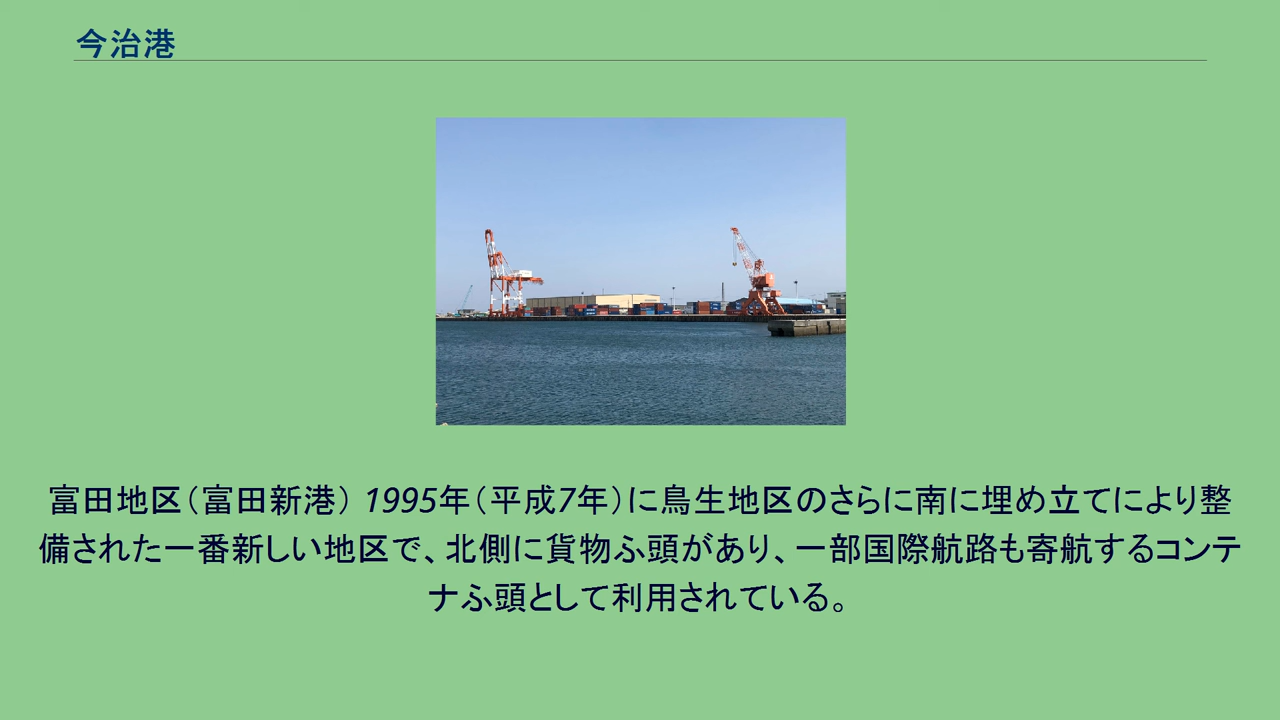 今治港
富田地区（富田新港） 1995年（平成7年）に鳥生地区のさらに南に埋め立てにより整
備された一番新しい地区で、北側に貨物ふ頭があり、一部国際航路も寄航するコンテ
ナふ頭として利用されている。